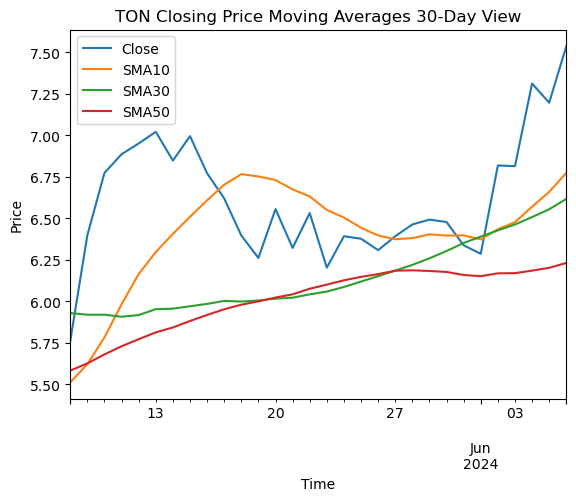 TON Closing Price Moving Averages 30-Day View
Close
SMA10
SMA30
SMA50
7.50
7.25
7.00
6.75
6.50
6.25
6.00
5.75
5.50
Price
13
20
27
03
Jun
2024
Time